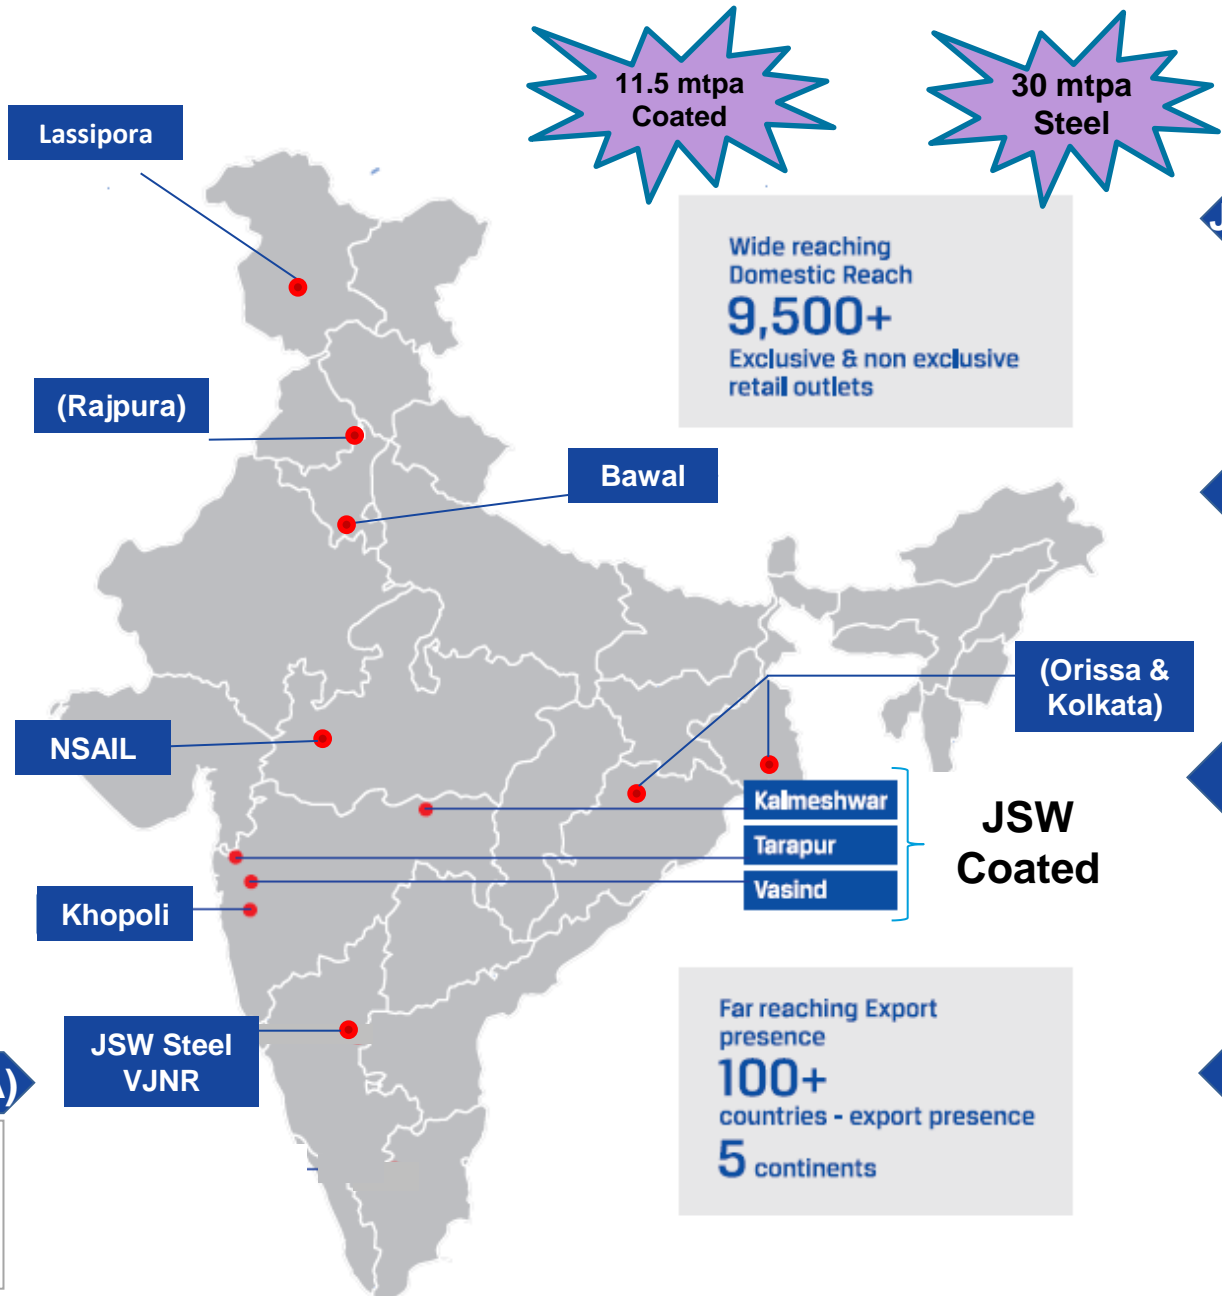 11.5 mtpa
Coated
30 mtpa
Steel
Lassipora
Wide reaching
Domestic Reach
9,500+
Exclusive & non exclusive
retail outlets
(Rajpura)
Bawal
(Orissa &
Kolkata)
NSAIL
Kalmeshwar
Tarapur
Vasind
JSW
Coated
Khopoli
JSW Steel
VJNR
Far reaching Export
presence
100+
countries - export presence
5 continents